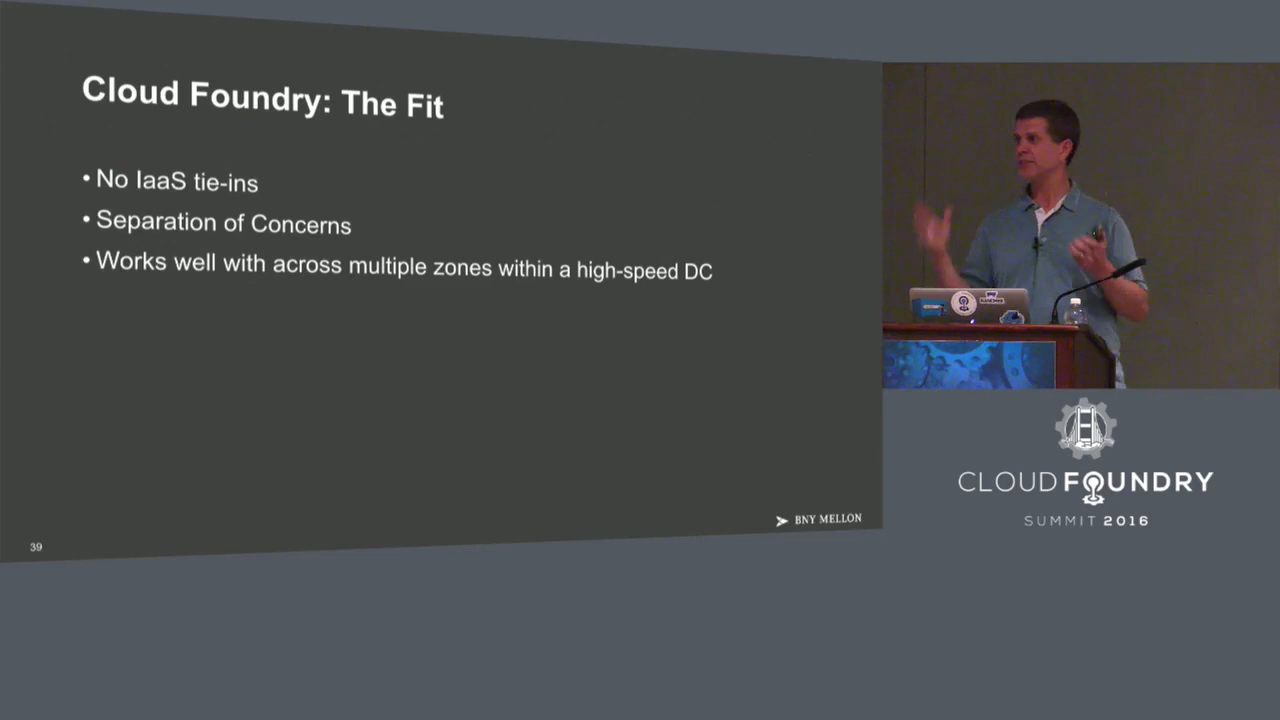 Cloud Foundry: The Fit
• No IaaS tie-ins
• Separation of Concerns
• Works well with across multiple zones within a high-speed DC
BNY MELLON
39
CLOUD FOUNDRY
SUMMIT 2016